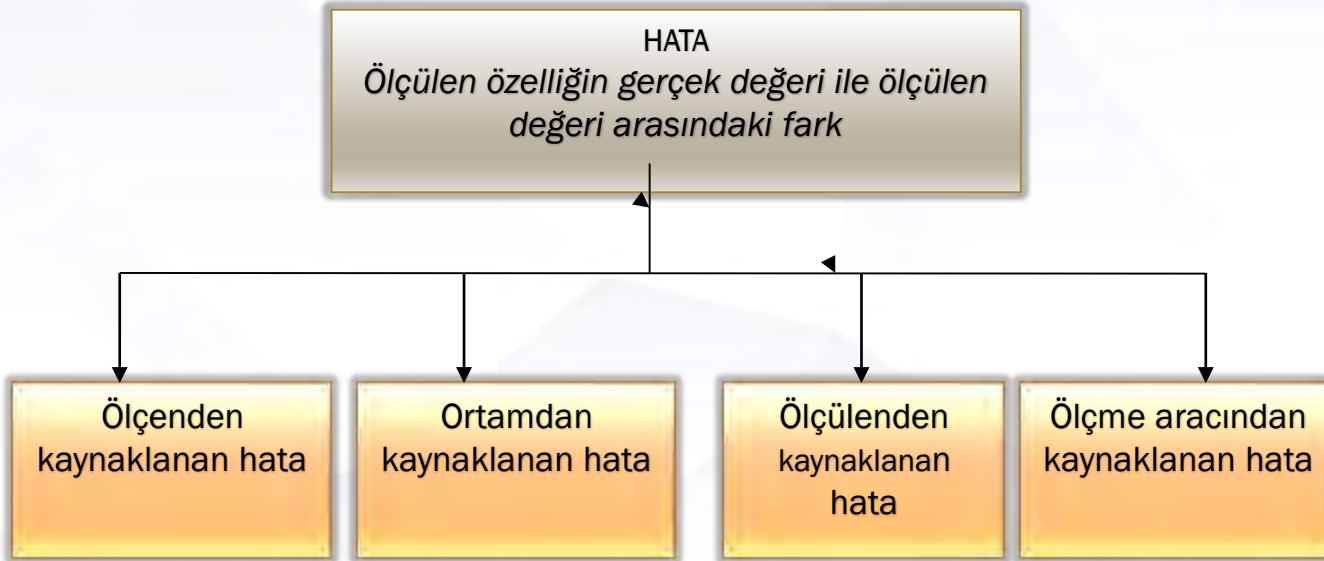 HATA
Ölçülen özelliğin gerçek değeri ile ölçülen
değeri arasındaki fark
Ölçenden
kaynaklanan hata
Ortamdan
kaynaklanan hata
Ölçülenden
kaynaklanan
hata
Ölçme aracından
kaynaklanan hata